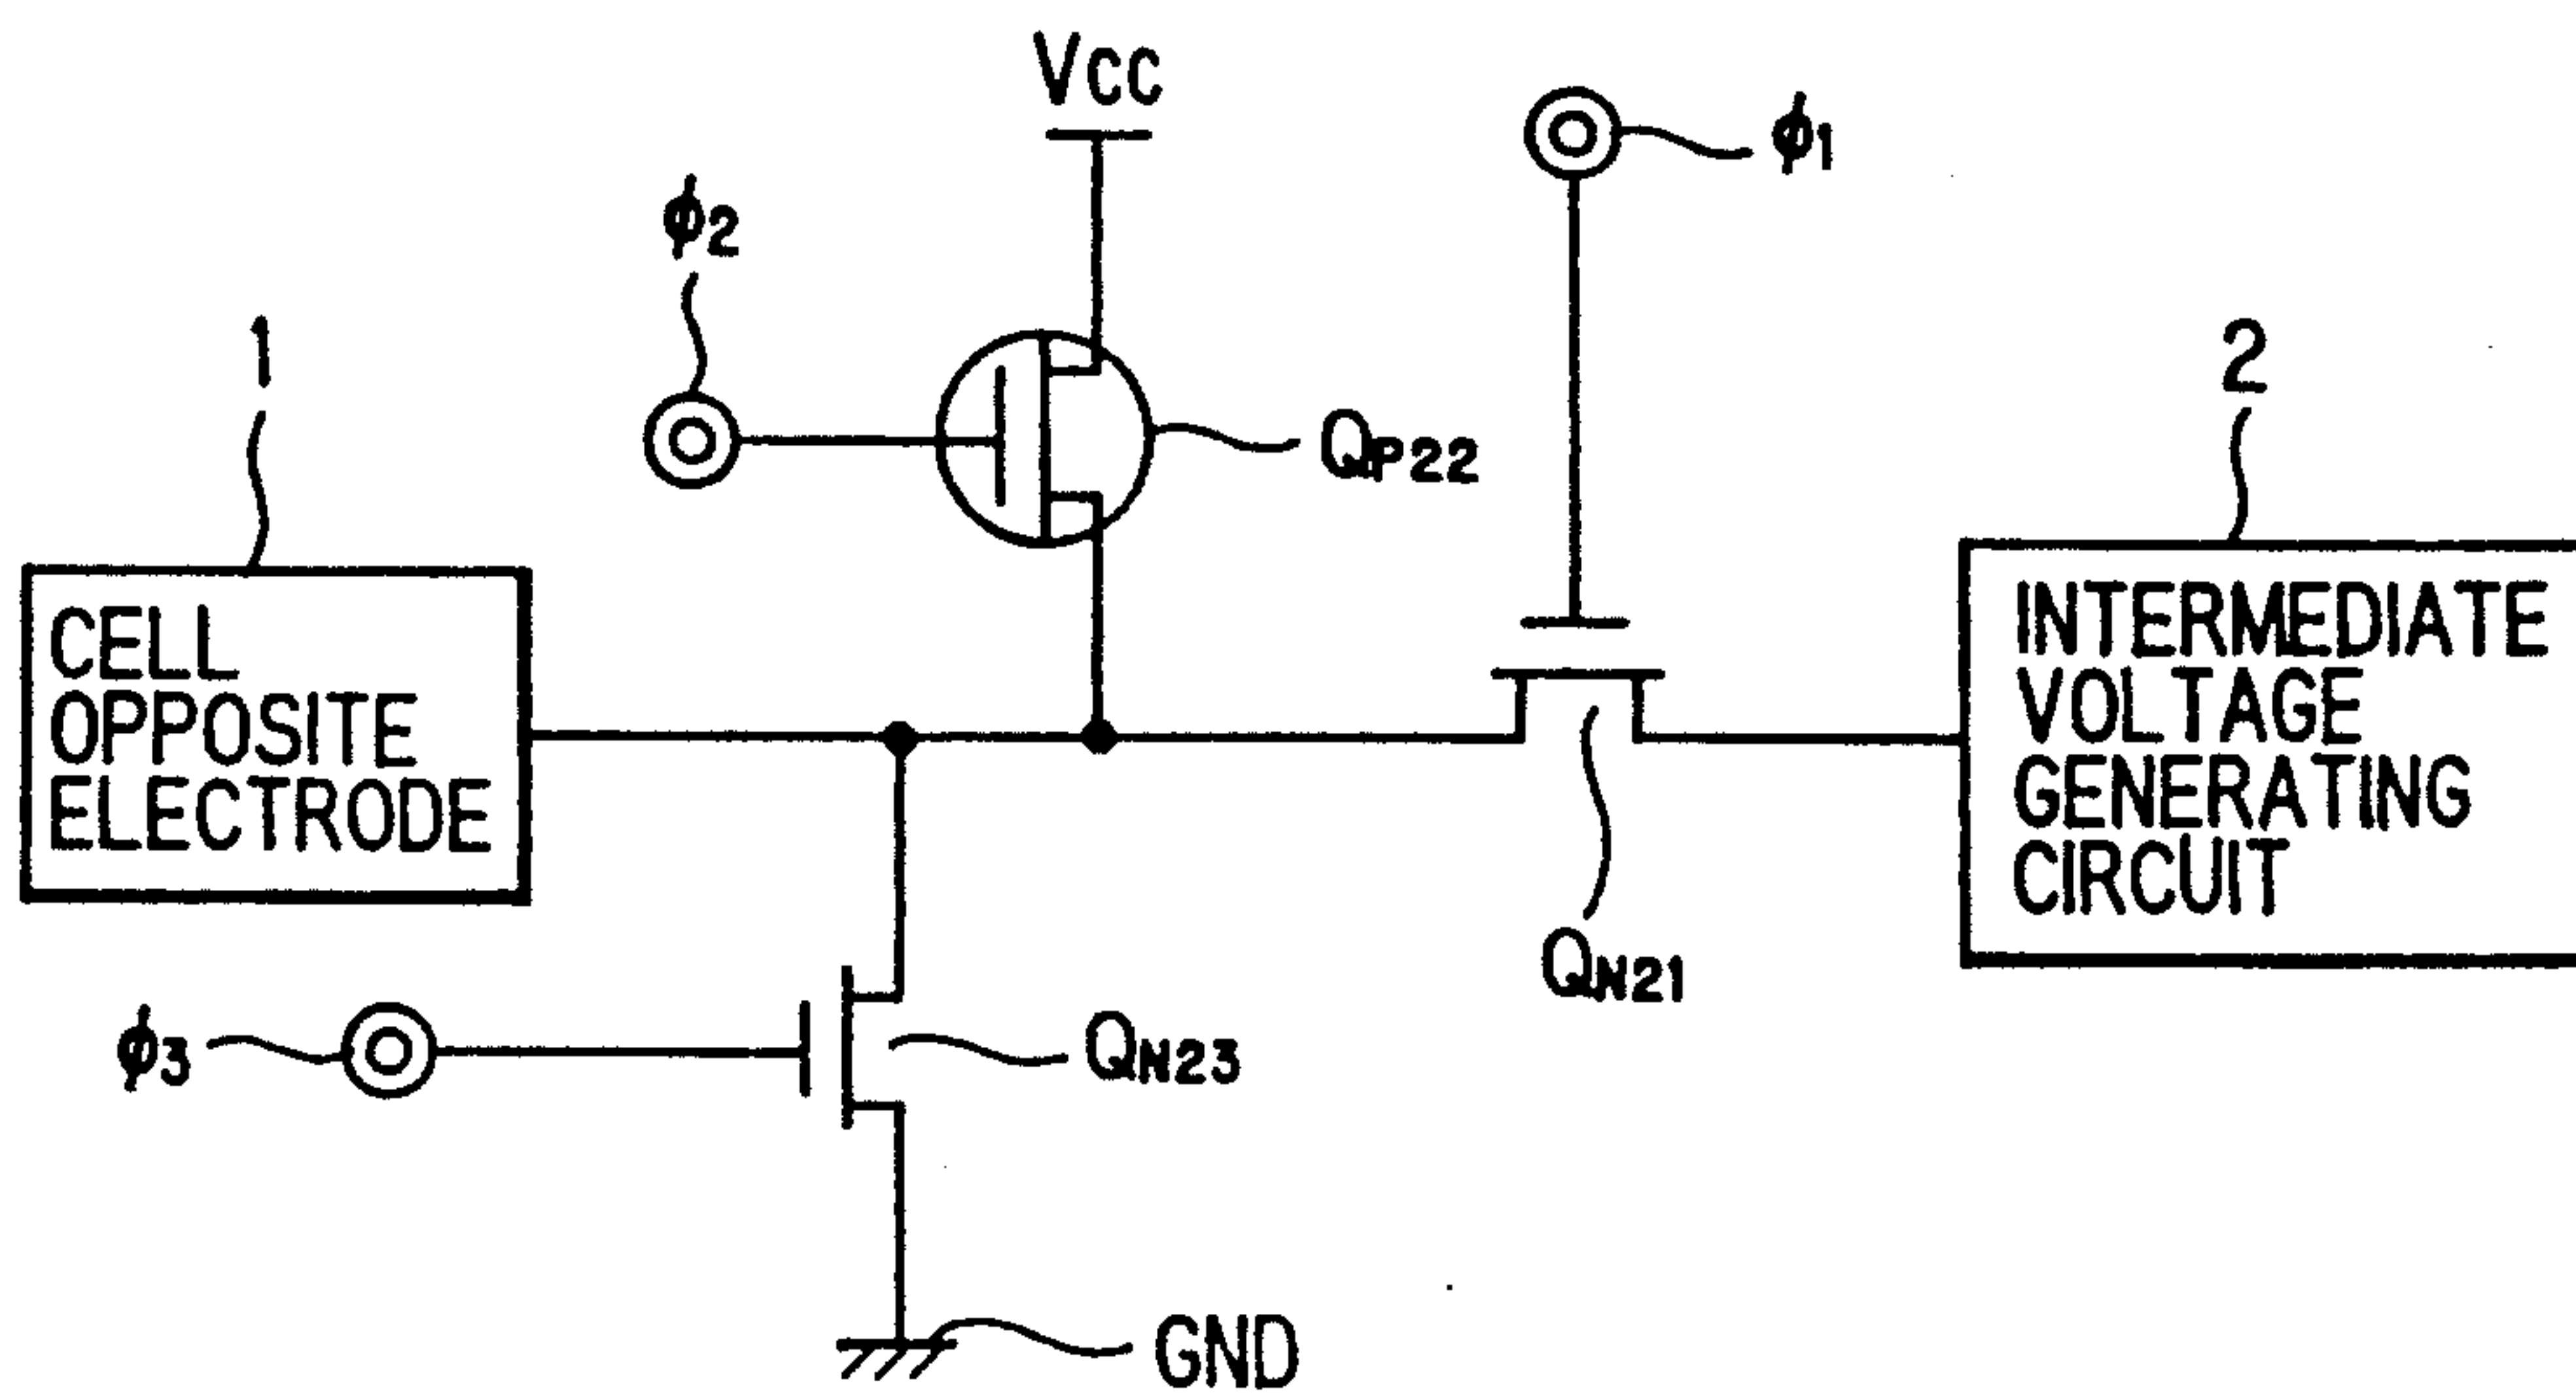 Vcc
ϕ1
ϕ2
1
2
QP22
CELL
OPPOSITE
ELECTRODE
INTERMEDIATE
VOLTAGE
GENERATING
CIRCUIT
QN21
ϕ3
QN23
GND